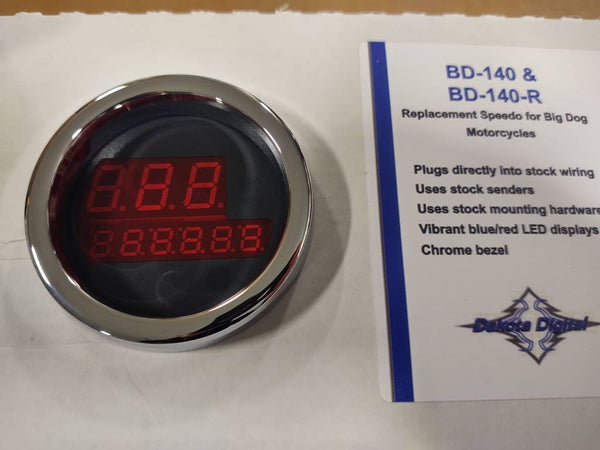 BD-140 &
BD-140-R
Replacement Speedo for Big Dog
Motorcycles
Plugs directly into stock wiring
Uses stock senders
Uses stock mounting hardware
Vibrant blue/red LED displays
Chrome bezel
Dakota Digital